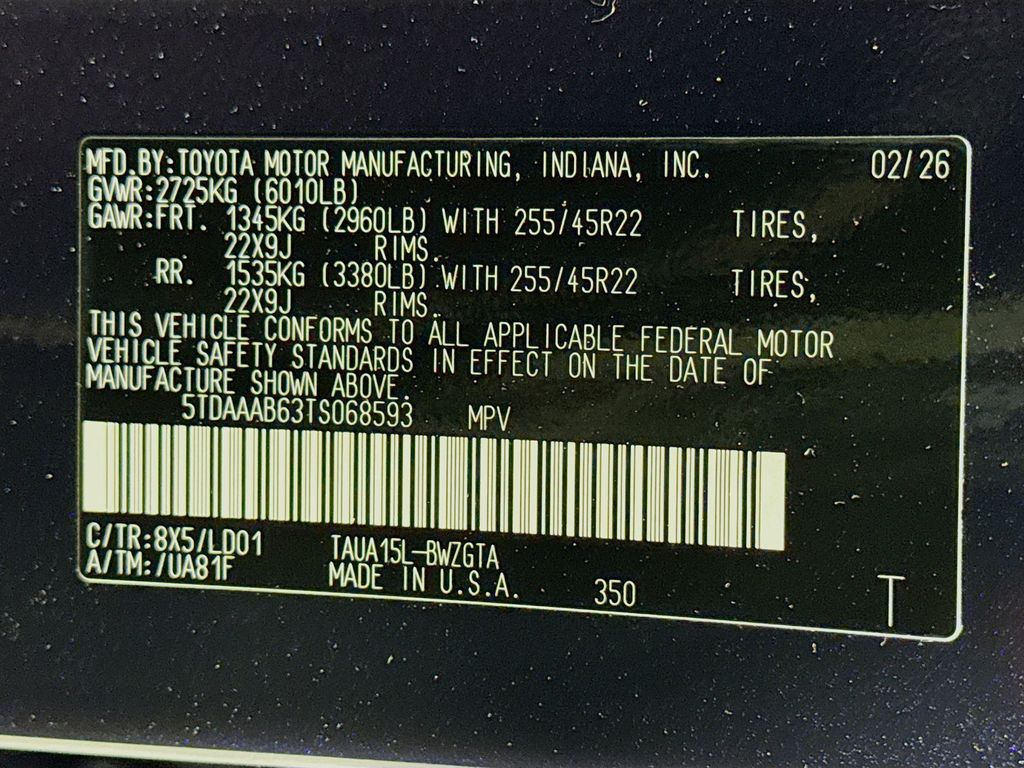 MFD.BY:TOYOTA MOTOR MANUFACTURING, INDIANA, INC. 02/26
GVWR:2725KG (6010LB)
GAWR:FRT. 1345KG (2960LB) WITH 255/45R22 TIRES,
22X9J RIMS.
RR. 1535KG (3380LB) WITH 255/45R22 TIRES,
22X9J RIMS.
THIS VEHICLE CONFORMS TO ALL APPLICABLE FEDERAL MOTOR
VEHICLE SAFETY STANDARDS IN EFFECT ON THE DATE OF
MANUFACTURE SHOWN ABOVE.
5TDAAAB63TS068593 MPV
C/TR:8X5/LD01 TAUA15L-BWZGTA
A/TM:/UA81F MADE IN U.S.A. 350 T